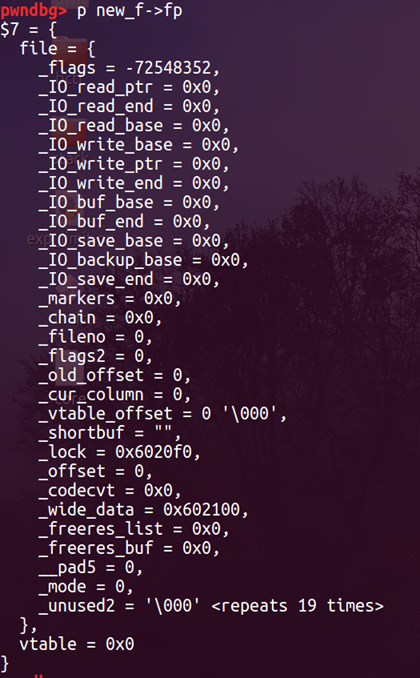 pwndbg> p new_f->fp
$7 = {
  file = {
    _flags = -72548352,
    _IO_read_ptr = 0x0,
    _IO_read_end = 0x0,
    _IO_read_base = 0x0,
    _IO_write_base = 0x0,
    _IO_write_ptr = 0x0,
    _IO_write_end = 0x0,
    _IO_buf_base = 0x0,
    _IO_buf_end = 0x0,
    _IO_save_base = 0x0,
    _IO_backup_base = 0x0,
    _IO_save_end = 0x0,
    _markers = 0x0,
    _chain = 0x0,
    _fileno = 0,
    _flags2 = 0,
    _old_offset = 0,
    _cur_column = 0,
    _vtable_offset = 0 '\000',
    _shortbuf = "",
    _lock = 0x6020f0,
    _offset = 0,
    _codecvt = 0x0,
    _wide_data = 0x602100,
    _freeres_list = 0x0,
    _freeres_buf = 0x0,
    __pad5 = 0,
    _mode = 0,
    _unused2 = '\000' <repeats 19 times>
  },
  vtable = 0x0
}